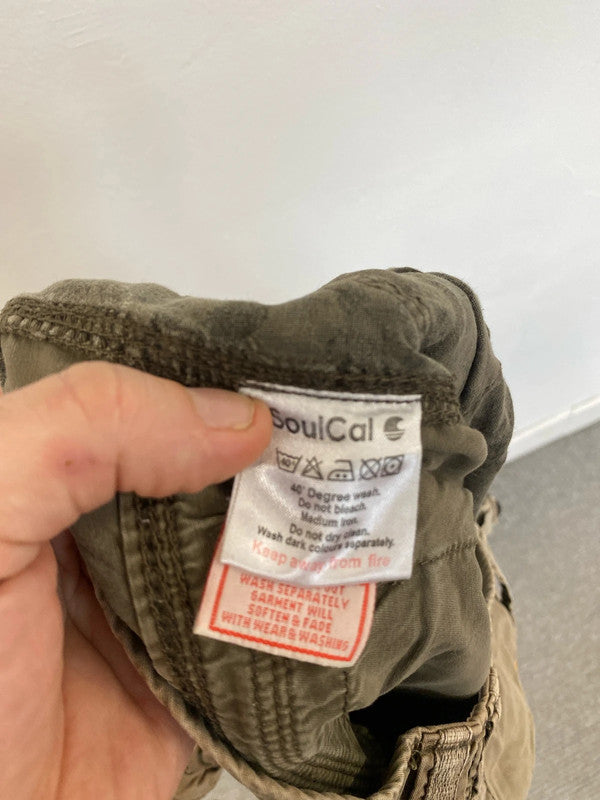 SoulCal
40
40 Degree wash.
Do not bleach.
Medium iron.
Do not dry clean.
Wash dark colours separately.
Keep away from fire
WASH SEPARATELY
GARMENT WILL
SOFTEN & FADE
WITH WEAR & WASHING